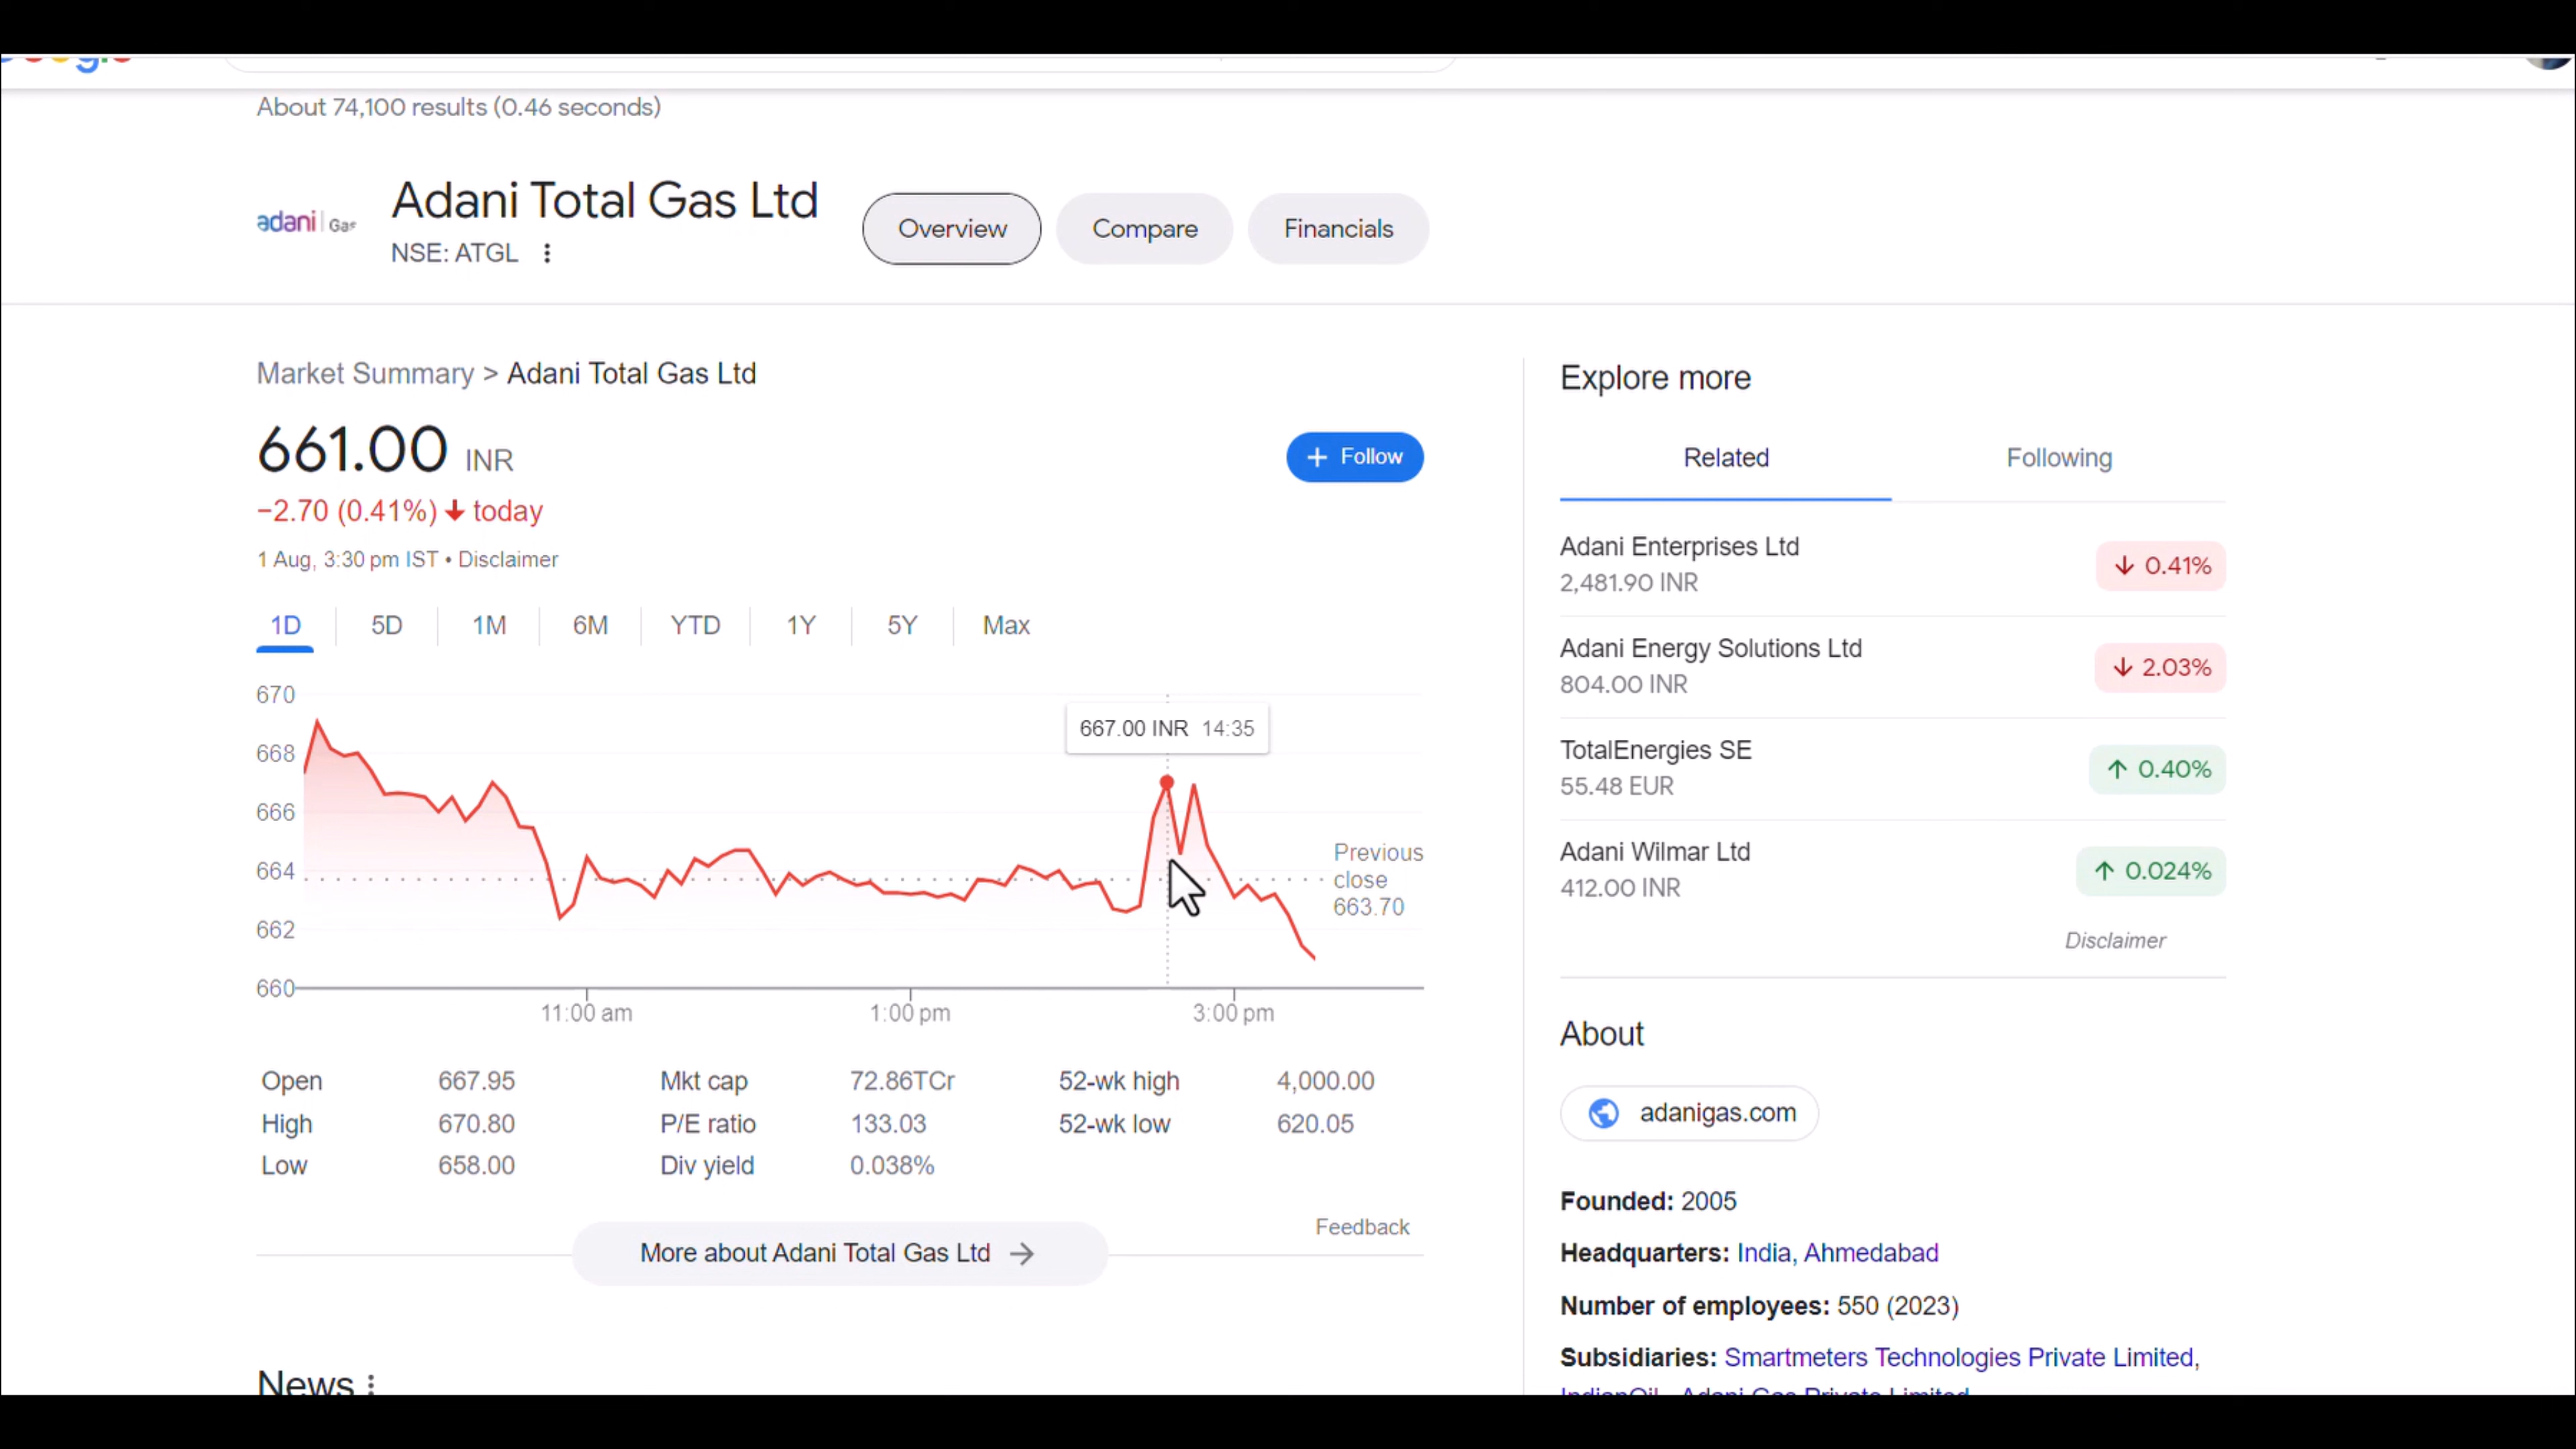 About 74,100 results (0.46 seconds)
adani | Gas
Adani Total Gas Ltd
NSE: ATGL
Overview
Compare
Financials
Market Summary > Adani Total Gas Ltd
661.00 INR
+ Follow
−2.70 (0.41%) ↓ today
1 Aug, 3:30 pm IST • Disclaimer
1D 5D 1M 6M YTD 1Y 5Y Max
670
668
666
664
662
660
667.00 INR 14:35
Previous
close
663.70
11:00 am 1:00 pm 3:00 pm
Open 667.95 Mkt cap 72.86TCr 52-wk high 4,000.00
High 670.80 P/E ratio 133.03 52-wk low 620.05
Low 658.00 Div yield 0.038%
Feedback
More about Adani Total Gas Ltd →
News
Explore more
Related Following
Adani Enterprises Ltd
2,481.90 INR
↓ 0.41%
Adani Energy Solutions Ltd
804.00 INR
↓ 2.03%
TotalEnergies SE
55.48 EUR
↑ 0.40%
Adani Wilmar Ltd
412.00 INR
↑ 0.024%
Disclaimer
About
adanigas.com
Founded: 2005
Headquarters: India, Ahmedabad
Number of employees: 550 (2023)
Subsidiaries: Smartmeters Technologies Private Limited,
IndianOil - Adani Gas Private Limited